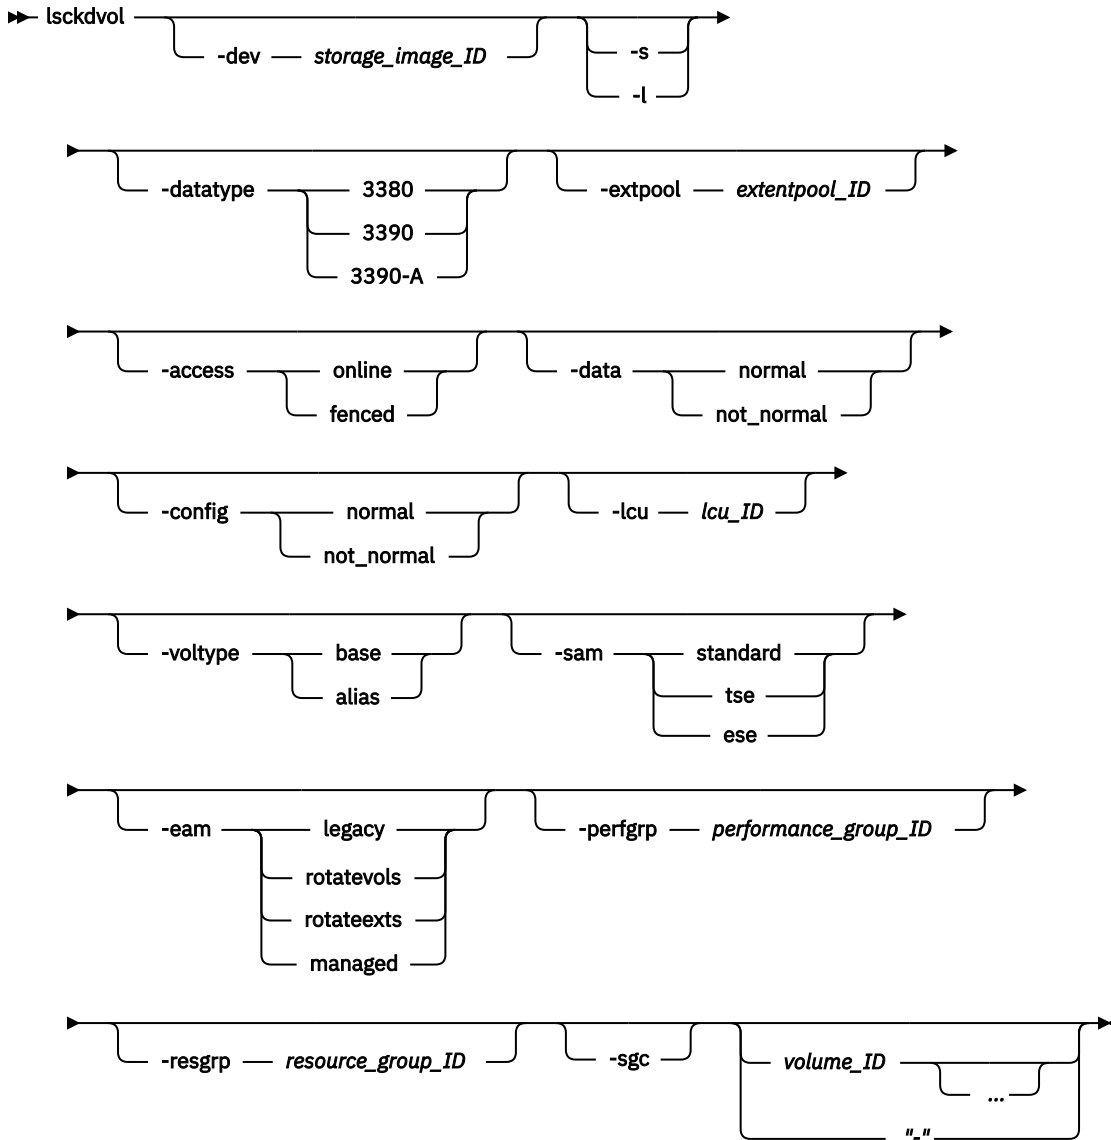 lsckdvol
-dev storage_image_ID
-s
-l
-datatype 3380
3390
3390-A
-extpool extentpool_ID
-access online
fenced
-data normal
not_normal
-config normal
not_normal
-lcu lcu_ID
-voltype base
alias
-sam standard
tse
ese
-eam legacy
rotatevols
rotateexts
managed
-perfgrp performance_group_ID
-resgrp resource_group_ID
-sgc
volume_ID
...
"-"